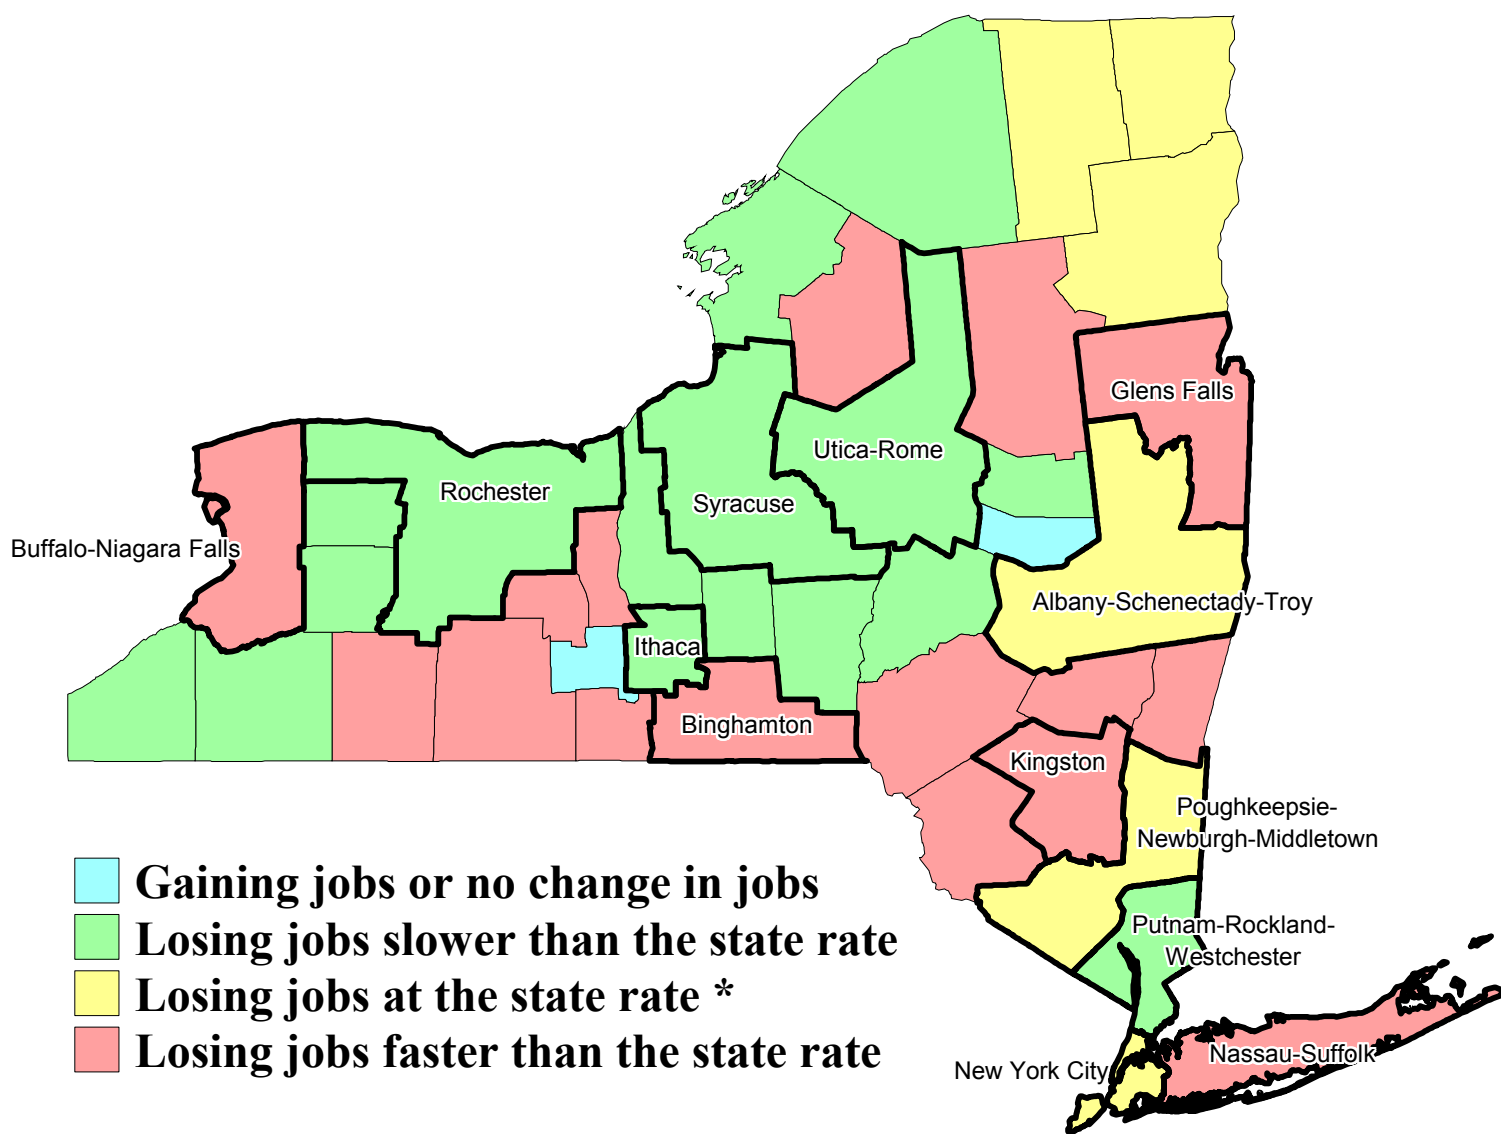 Glens Falls
Utica-Rome
Rochester
Syracuse
Buffalo-Niagara Falls
Albany-Schenectady-Troy
Ithaca
Binghamton
Kingston
Poughkeepsie-
Newburgh-Middletown
Gaining jobs or no change in jobs
Losing jobs slower than the state rate
Losing jobs at the state rate *
Losing jobs faster than the state rate
Putnam-Rockland-
Westchester
Nassau-Suffolk
New York City